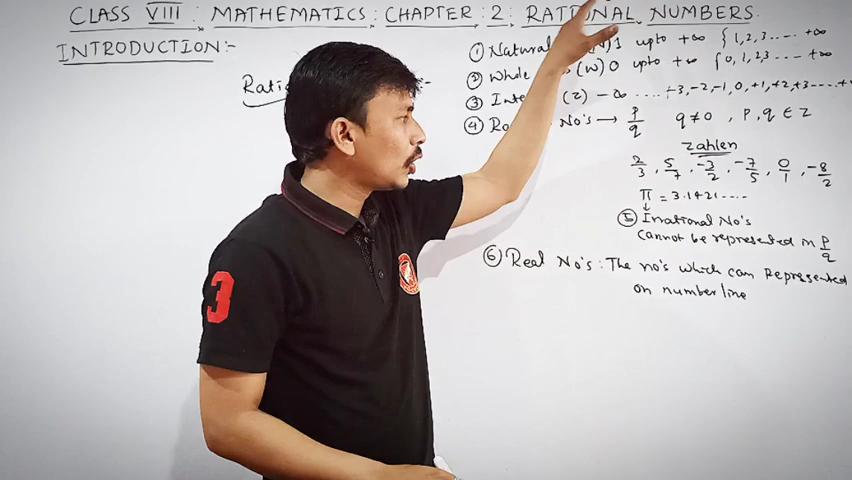 CLASS VIII : MATHEMATICS : CHAPTER : 2 : RATIONAL NUMBERS.
INTRODUCTION :-
① Natural (N) 1 upto +∞ { 1, 2, 3 .... +∞
② Whole (W) 0 upto +∞ { 0, 1, 2, 3 .... +∞
③ (Z) - ∞ ..... -3, -2, -1, 0, +1, +2, +3 ....
④ No's → p/q q ≠ 0 , P, q ∈ Z
Zahlen
2/3 , 5/7 , -3/2 , -7/5 , 0/1 , -8/2
π = 3.1421 .....
↓
⑤ Irrational No's
Cannot be represented in P/q
⑥ Real No's : The no's which can Represented
on number line
3